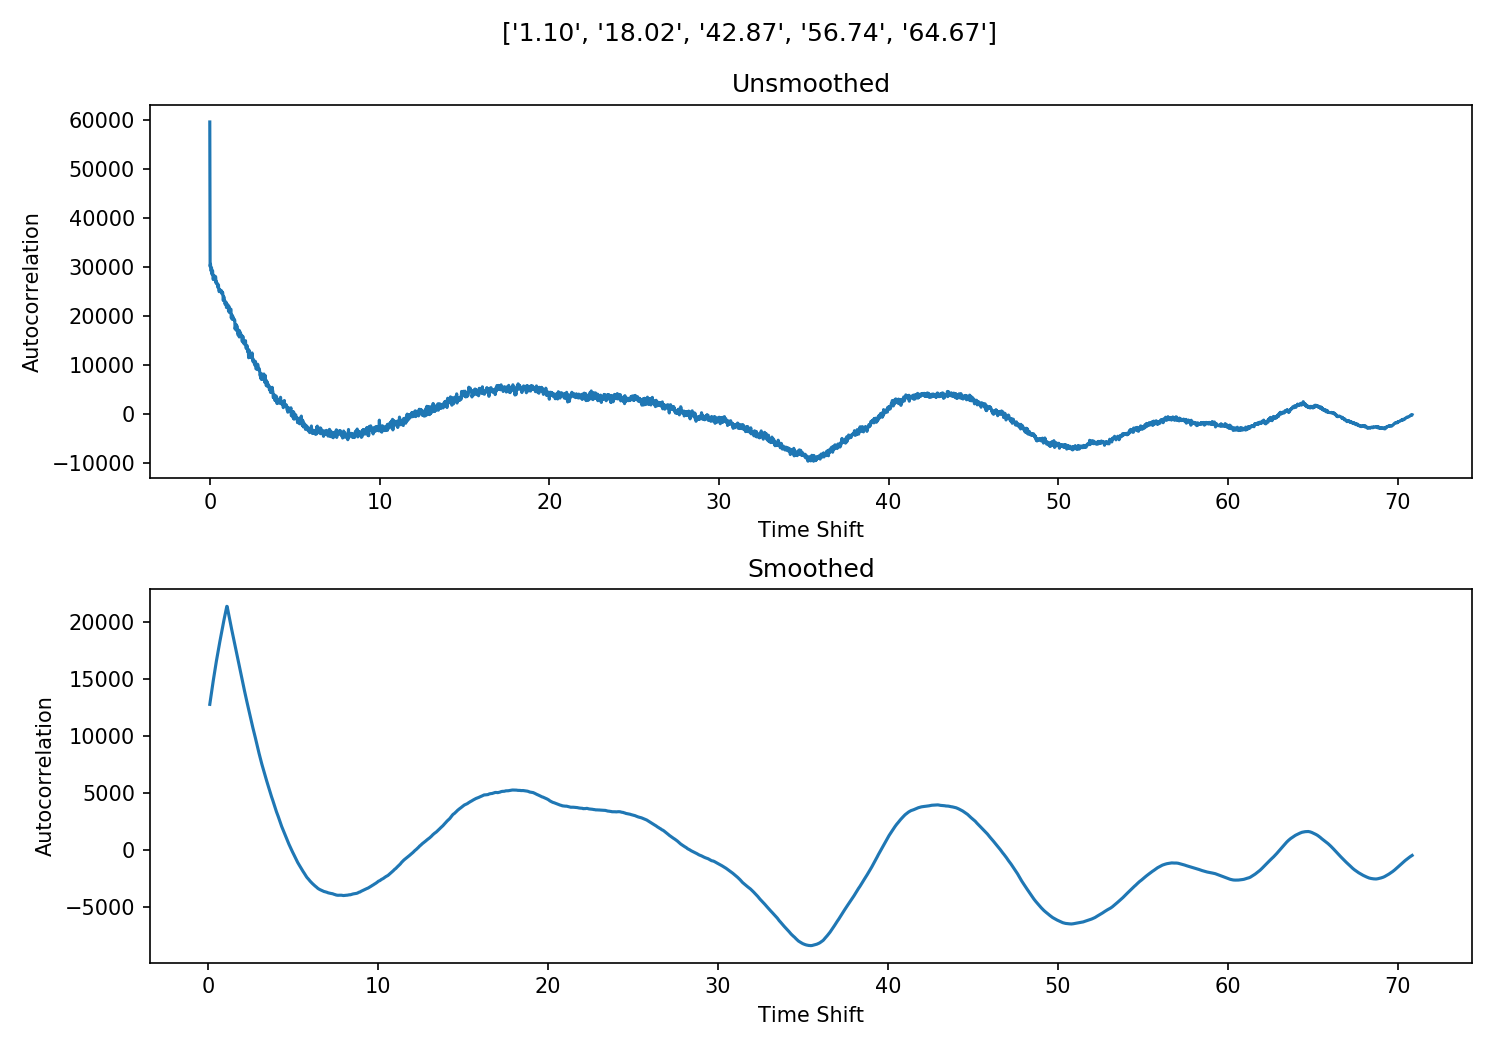 ['1.10', '18.02', '42.87', '56.74', '64.67']
Unsmoothed
60000
50000
40000
30000
20000
10000
0
−10000
Autocorrelation
0 10 20 30 40 50 60 70
Time Shift
Smoothed
20000
15000
10000
5000
0
−5000
Autocorrelation
0 10 20 30 40 50 60 70
Time Shift